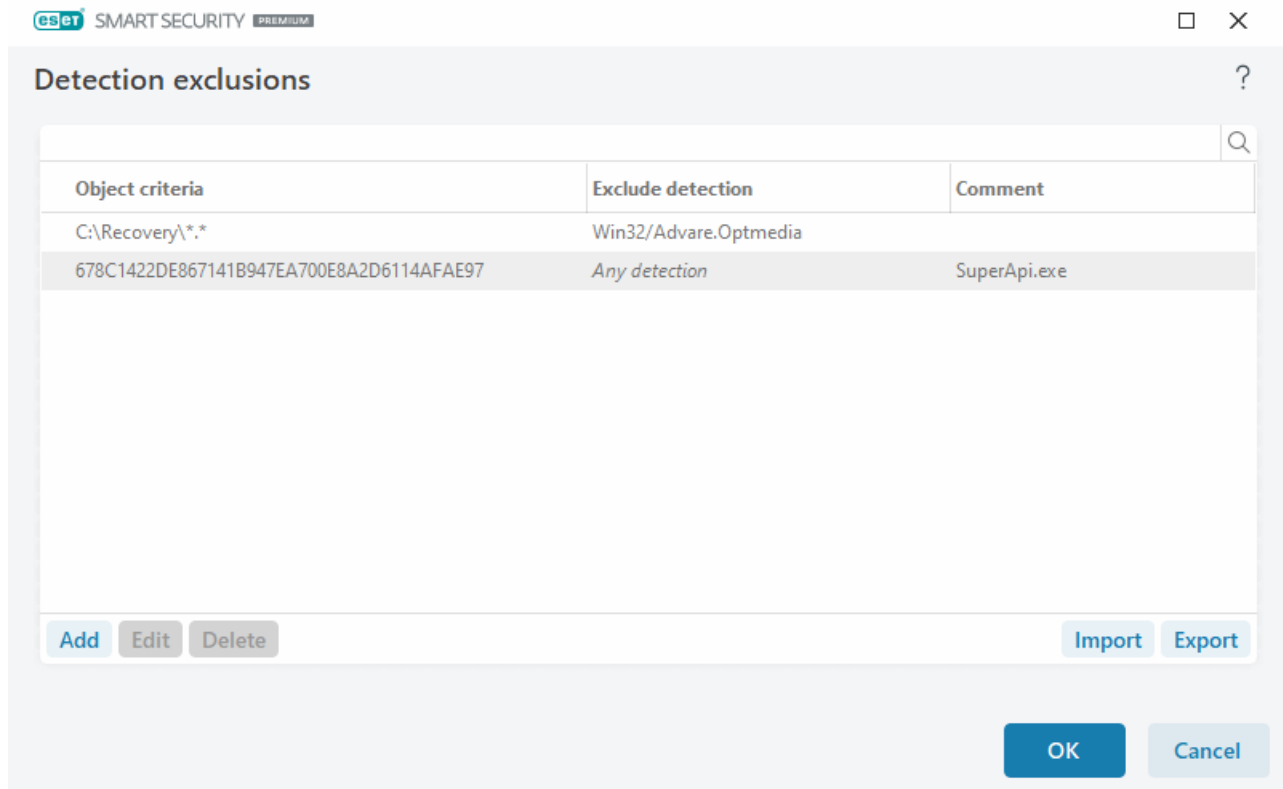 eset SMART SECURITY PREMIUM
Detection exclusions ?
Object criteria Exclude detection Comment
C:\Recovery\*.* Win32/Advare.Optmedia
678C1422DE867141B947EA700E8A2D6114AFAE97 Any detection SuperApi.exe
Add Edit Delete Import Export
OK Cancel